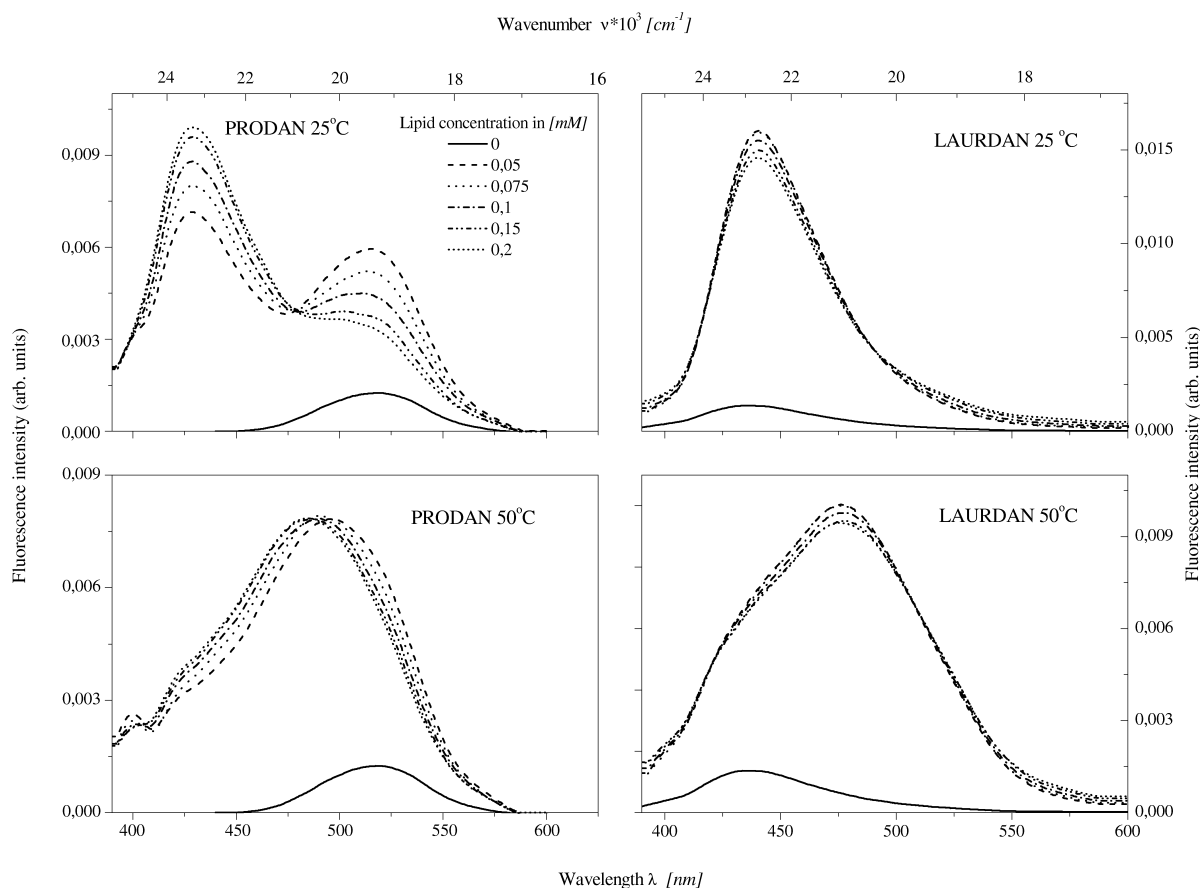 Wavenumber ν*10³ [cm⁻¹]
24 22 20 18 16
24 22 20 18
PRODAN 25°C
Lipid concentration in [mM]
0
0,05
0,075
0,1
0,15
0,2
LAURDAN 25 °C
0,009
0,006
0,003
0,000
0,015
0,010
0,005
0,000
Fluorescence intensity (arb. units)
Fluorescence intensity (arb. units)
PRODAN 50°C
LAURDAN 50°C
0,009
0,006
0,003
0,000
0,009
0,006
0,003
0,000
400 450 500 550 600
400 450 500 550 600
Wavelength λ [nm]